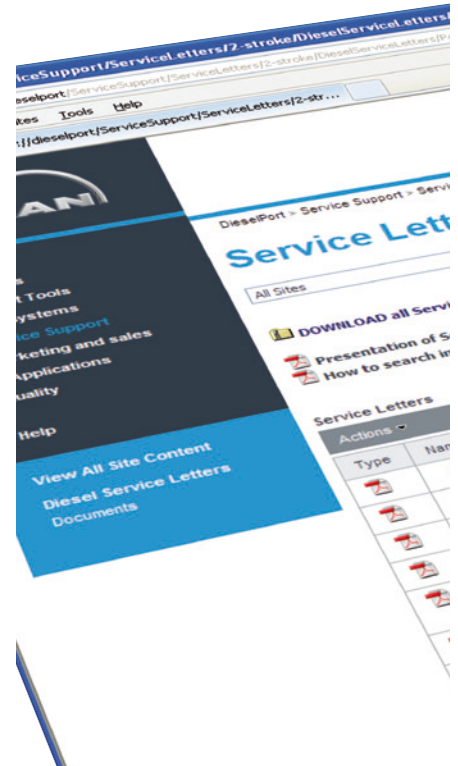 iceSupport/ServiceLetters/2-stroke/DieselServiceLetters/
eselport/ServiceSupport/ServiceLetters/2-stroke/DieselServiceLetters/
tes Tools Help
://dieselport/ServiceSupport/ServiceLetters/2-str...
AN
DieselPort > Service Support > Servi
Service Lett
All Sites
s
t Tools
ystems
ice Support
keting and sales
Applications
uality
Help
DOWNLOAD all Servi
Presentation of S
How to search in
View All Site Content
Diesel Service Letters
Documents
Service Letters
Actions
Type Nam